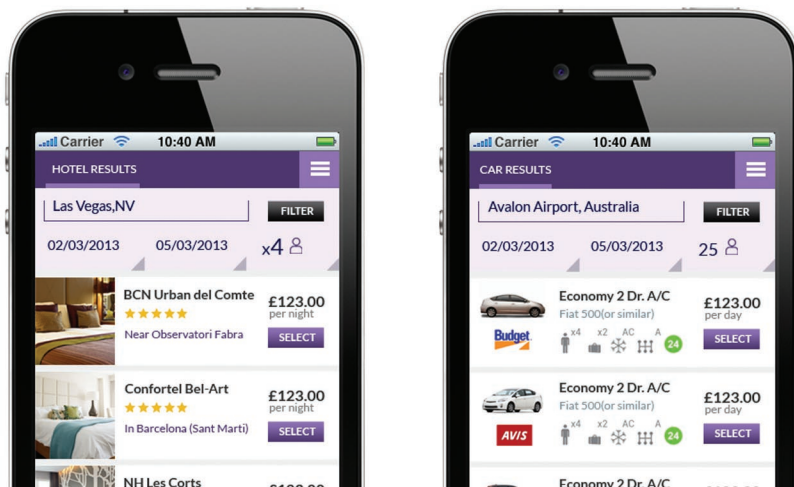 Carrier 10:40 AM
HOTEL RESULTS
Las Vegas,NV
FILTER
02/03/2013 05/03/2013 x4
BCN Urban del Comte
£123.00
per night
Near Observatori Fabra
SELECT
Confortel Bel-Art
£123.00
per night
In Barcelona (Sant Marti)
SELECT
NH Les Corts
Carrier 10:40 AM
CAR RESULTS
Avalon Airport, Australia
FILTER
02/03/2013 05/03/2013 25
Economy 2 Dr. A/C
£123.00
Fiat 500(or similar)
per day
Budget x4 x2 AC A 24
SELECT
Economy 2 Dr. A/C
£123.00
Fiat 500(or similar)
per day
AVIS x4 x2 AC A 24
SELECT
Economy 2 Dr. A/C